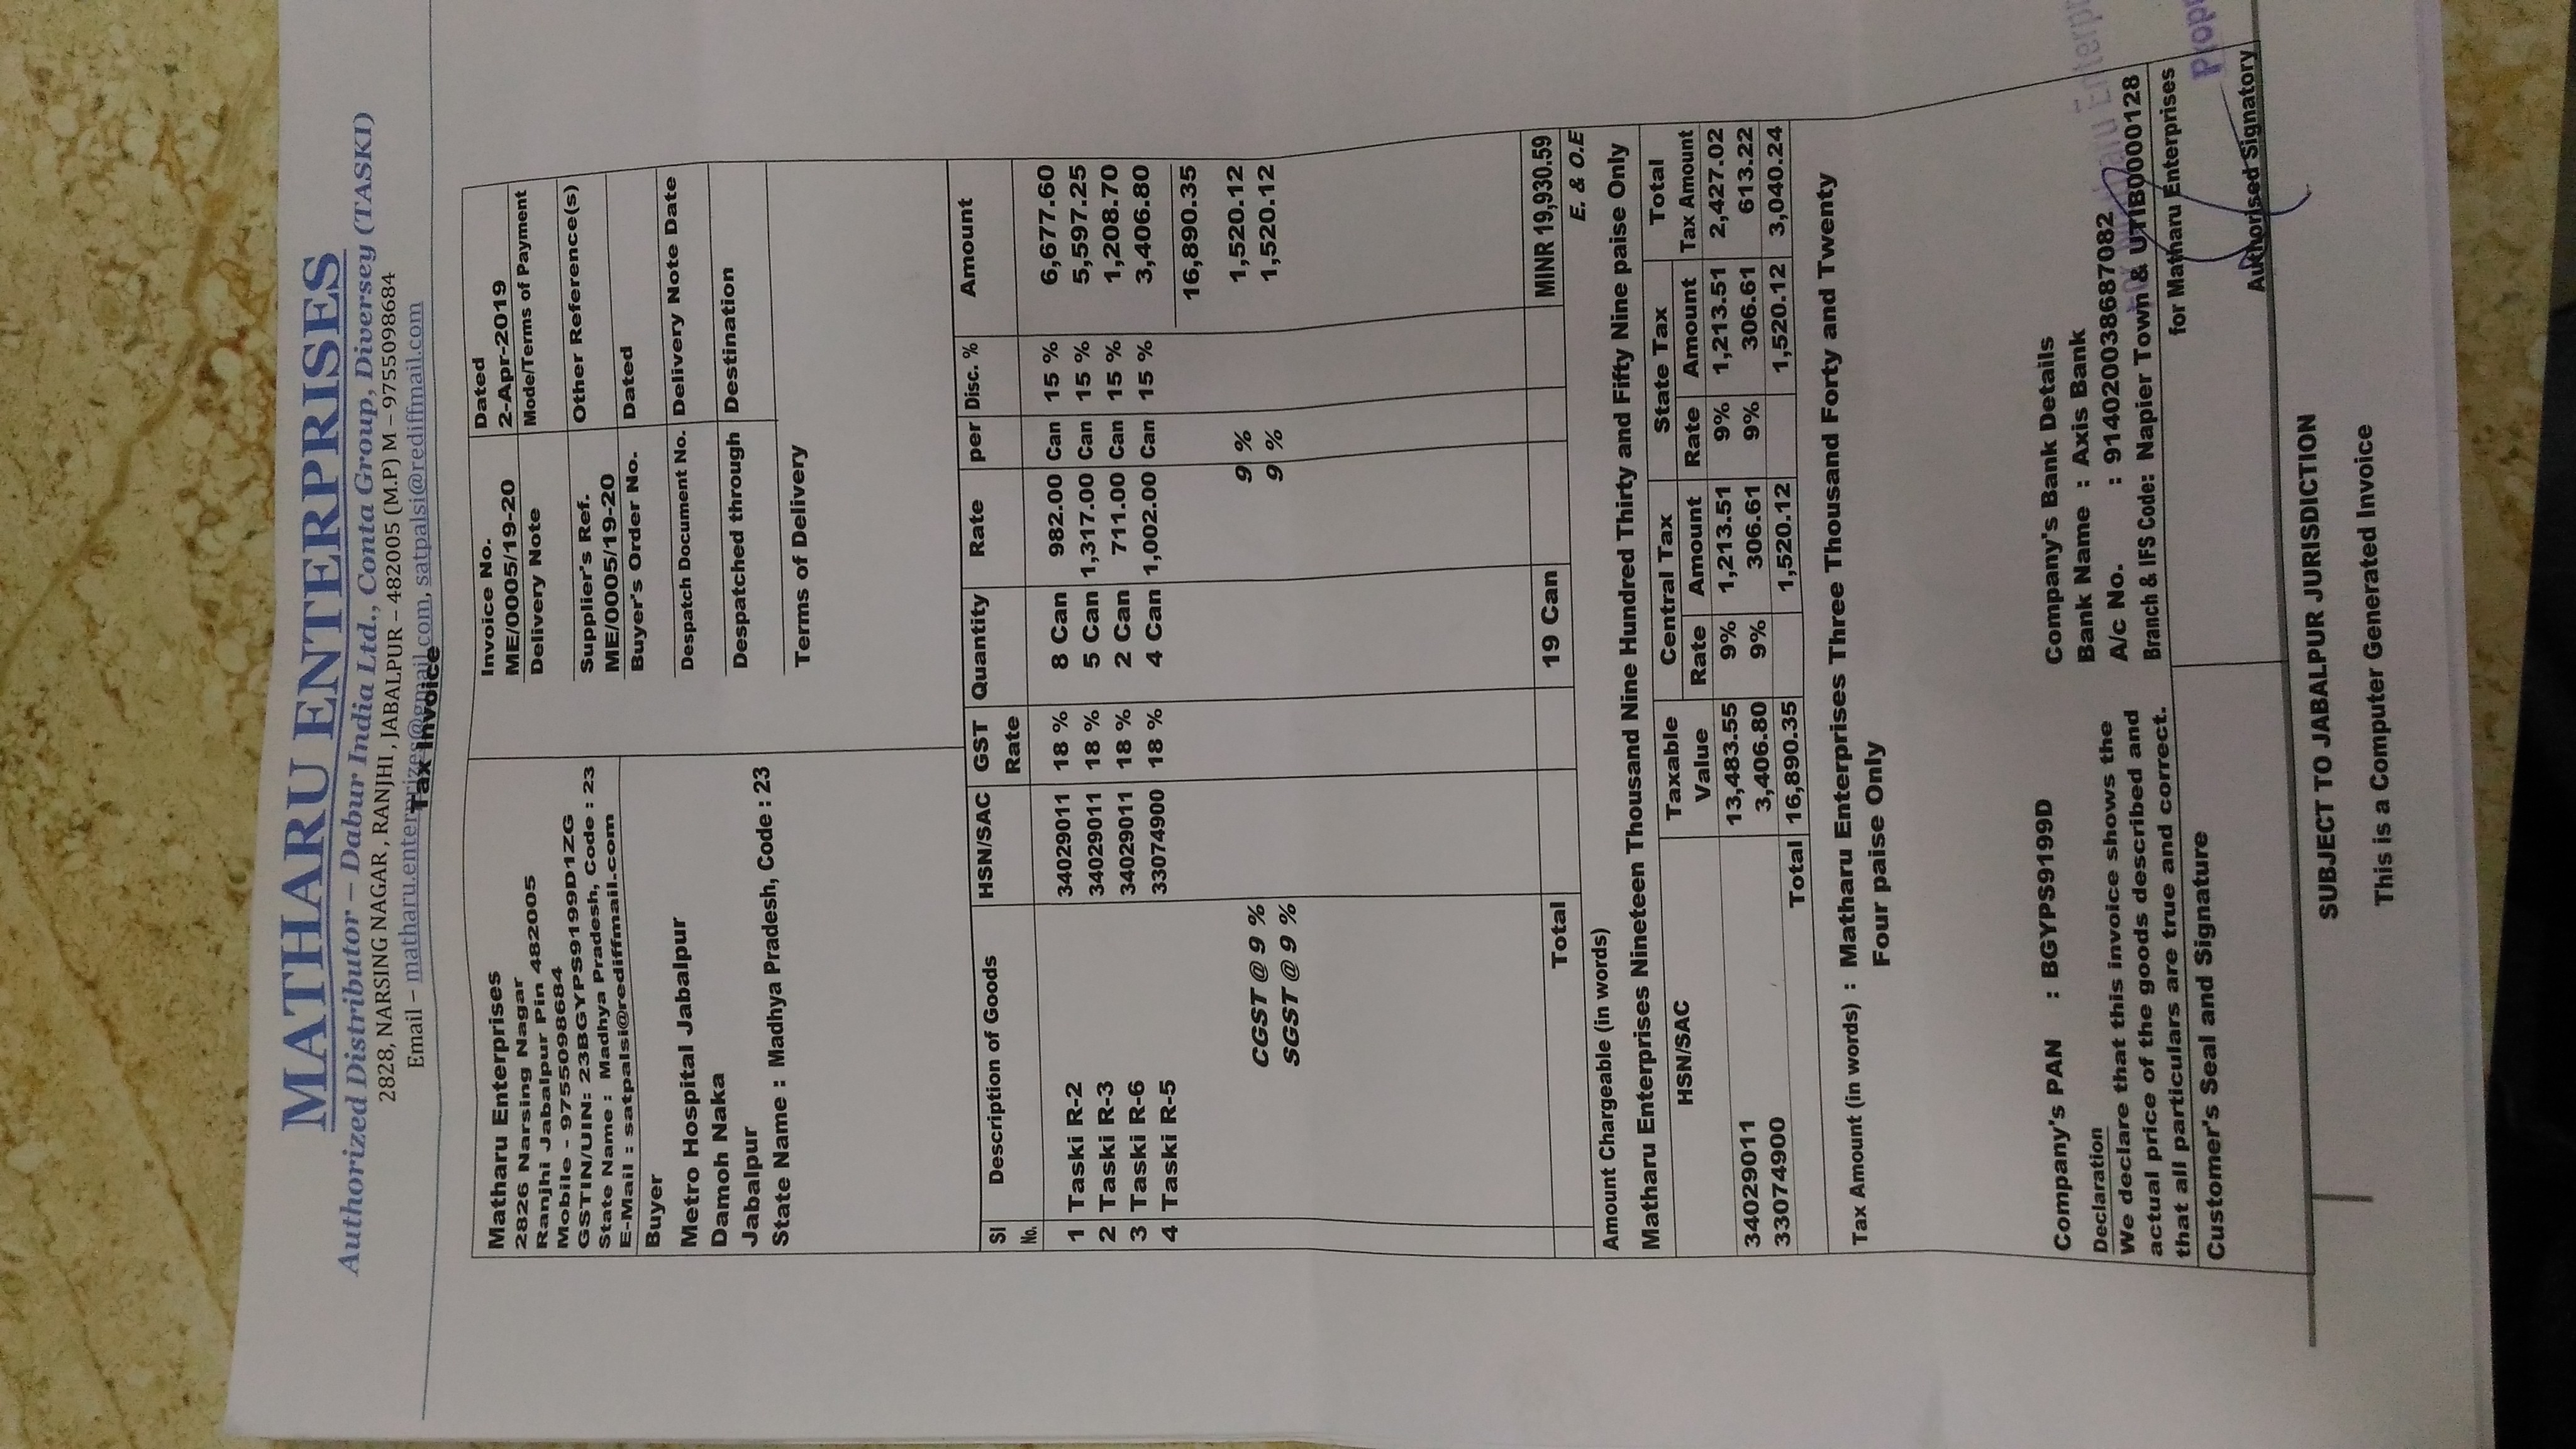 MATHARU ENTERPRISES
Authorized Distributor – Dabur India Ltd., Conta Group, Diversey (TASKI)
2828, NARSING NAGAR , RANJHI , JABALPUR – 482005 (M.P) M – 9755098684
Email – matharu.enterprizes@gmail.com, satpalsi@rediffmail.com
Tax Invoice
Matharu Enterprises
2826 Narsing Nagar
Ranjhi Jabalpur Pin 482005
Mobile - 9755098684
GSTIN/UIN: 23BGYPS9199D1ZG
State Name : Madhya Pradesh, Code : 23
E-Mail : satpalsi@rediffmail.com
Buyer
Metro Hospital Jabalpur
Damoh Naka
Jabalpur
State Name : Madhya Pradesh, Code : 23
Invoice No. Dated
ME/0005/19-20 2-Apr-2019
Delivery Note Mode/Terms of Payment
Supplier's Ref. Other Reference(s)
ME/0005/19-20
Buyer's Order No. Dated
Despatch Document No. Delivery Note Date
Despatched through Destination
Terms of Delivery
Sl Description of Goods HSN/SAC GST Quantity Rate per Disc. % Amount
No. Rate
1 Taski R-2 34029011 18 % 8 Can 982.00 Can 15 % 6,677.60
2 Taski R-3 34029011 18 % 5 Can 1,317.00 Can 15 % 5,597.25
3 Taski R-6 34029011 18 % 2 Can 711.00 Can 15 % 1,208.70
4 Taski R-5 33074900 18 % 4 Can 1,002.00 Can 15 % 3,406.80
16,890.35
CGST @ 9 % 9 % 1,520.12
SGST @ 9 % 9 % 1,520.12
Total 19 Can MINR 19,930.59
E. & O.E
Amount Chargeable (in words)
Matharu Enterprises Nineteen Thousand Nine Hundred Thirty and Fifty Nine paise Only
HSN/SAC Taxable Central Tax State Tax Total
Value Rate Amount Rate Amount Tax Amount
34029011 13,483.55 9% 1,213.51 9% 1,213.51 2,427.02
33074900 3,406.80 9% 306.61 9% 306.61 613.22
Total 16,890.35 1,520.12 1,520.12 3,040.24
Tax Amount (in words) : Matharu Enterprises Three Thousand Forty and Twenty
Four paise Only
Company's PAN : BGYPS9199D
Declaration
We declare that this invoice shows the
actual price of the goods described and
that all particulars are true and correct.
Company's Bank Details
Bank Name : Axis Bank
A/c No. : 914020038687082
Branch & IFS Code: Napier Town & UTIB0000128
Customer's Seal and Signature
for Matharu Enterprises
Authorised Signatory
SUBJECT TO JABALPUR JURISDICTION
This is a Computer Generated Invoice